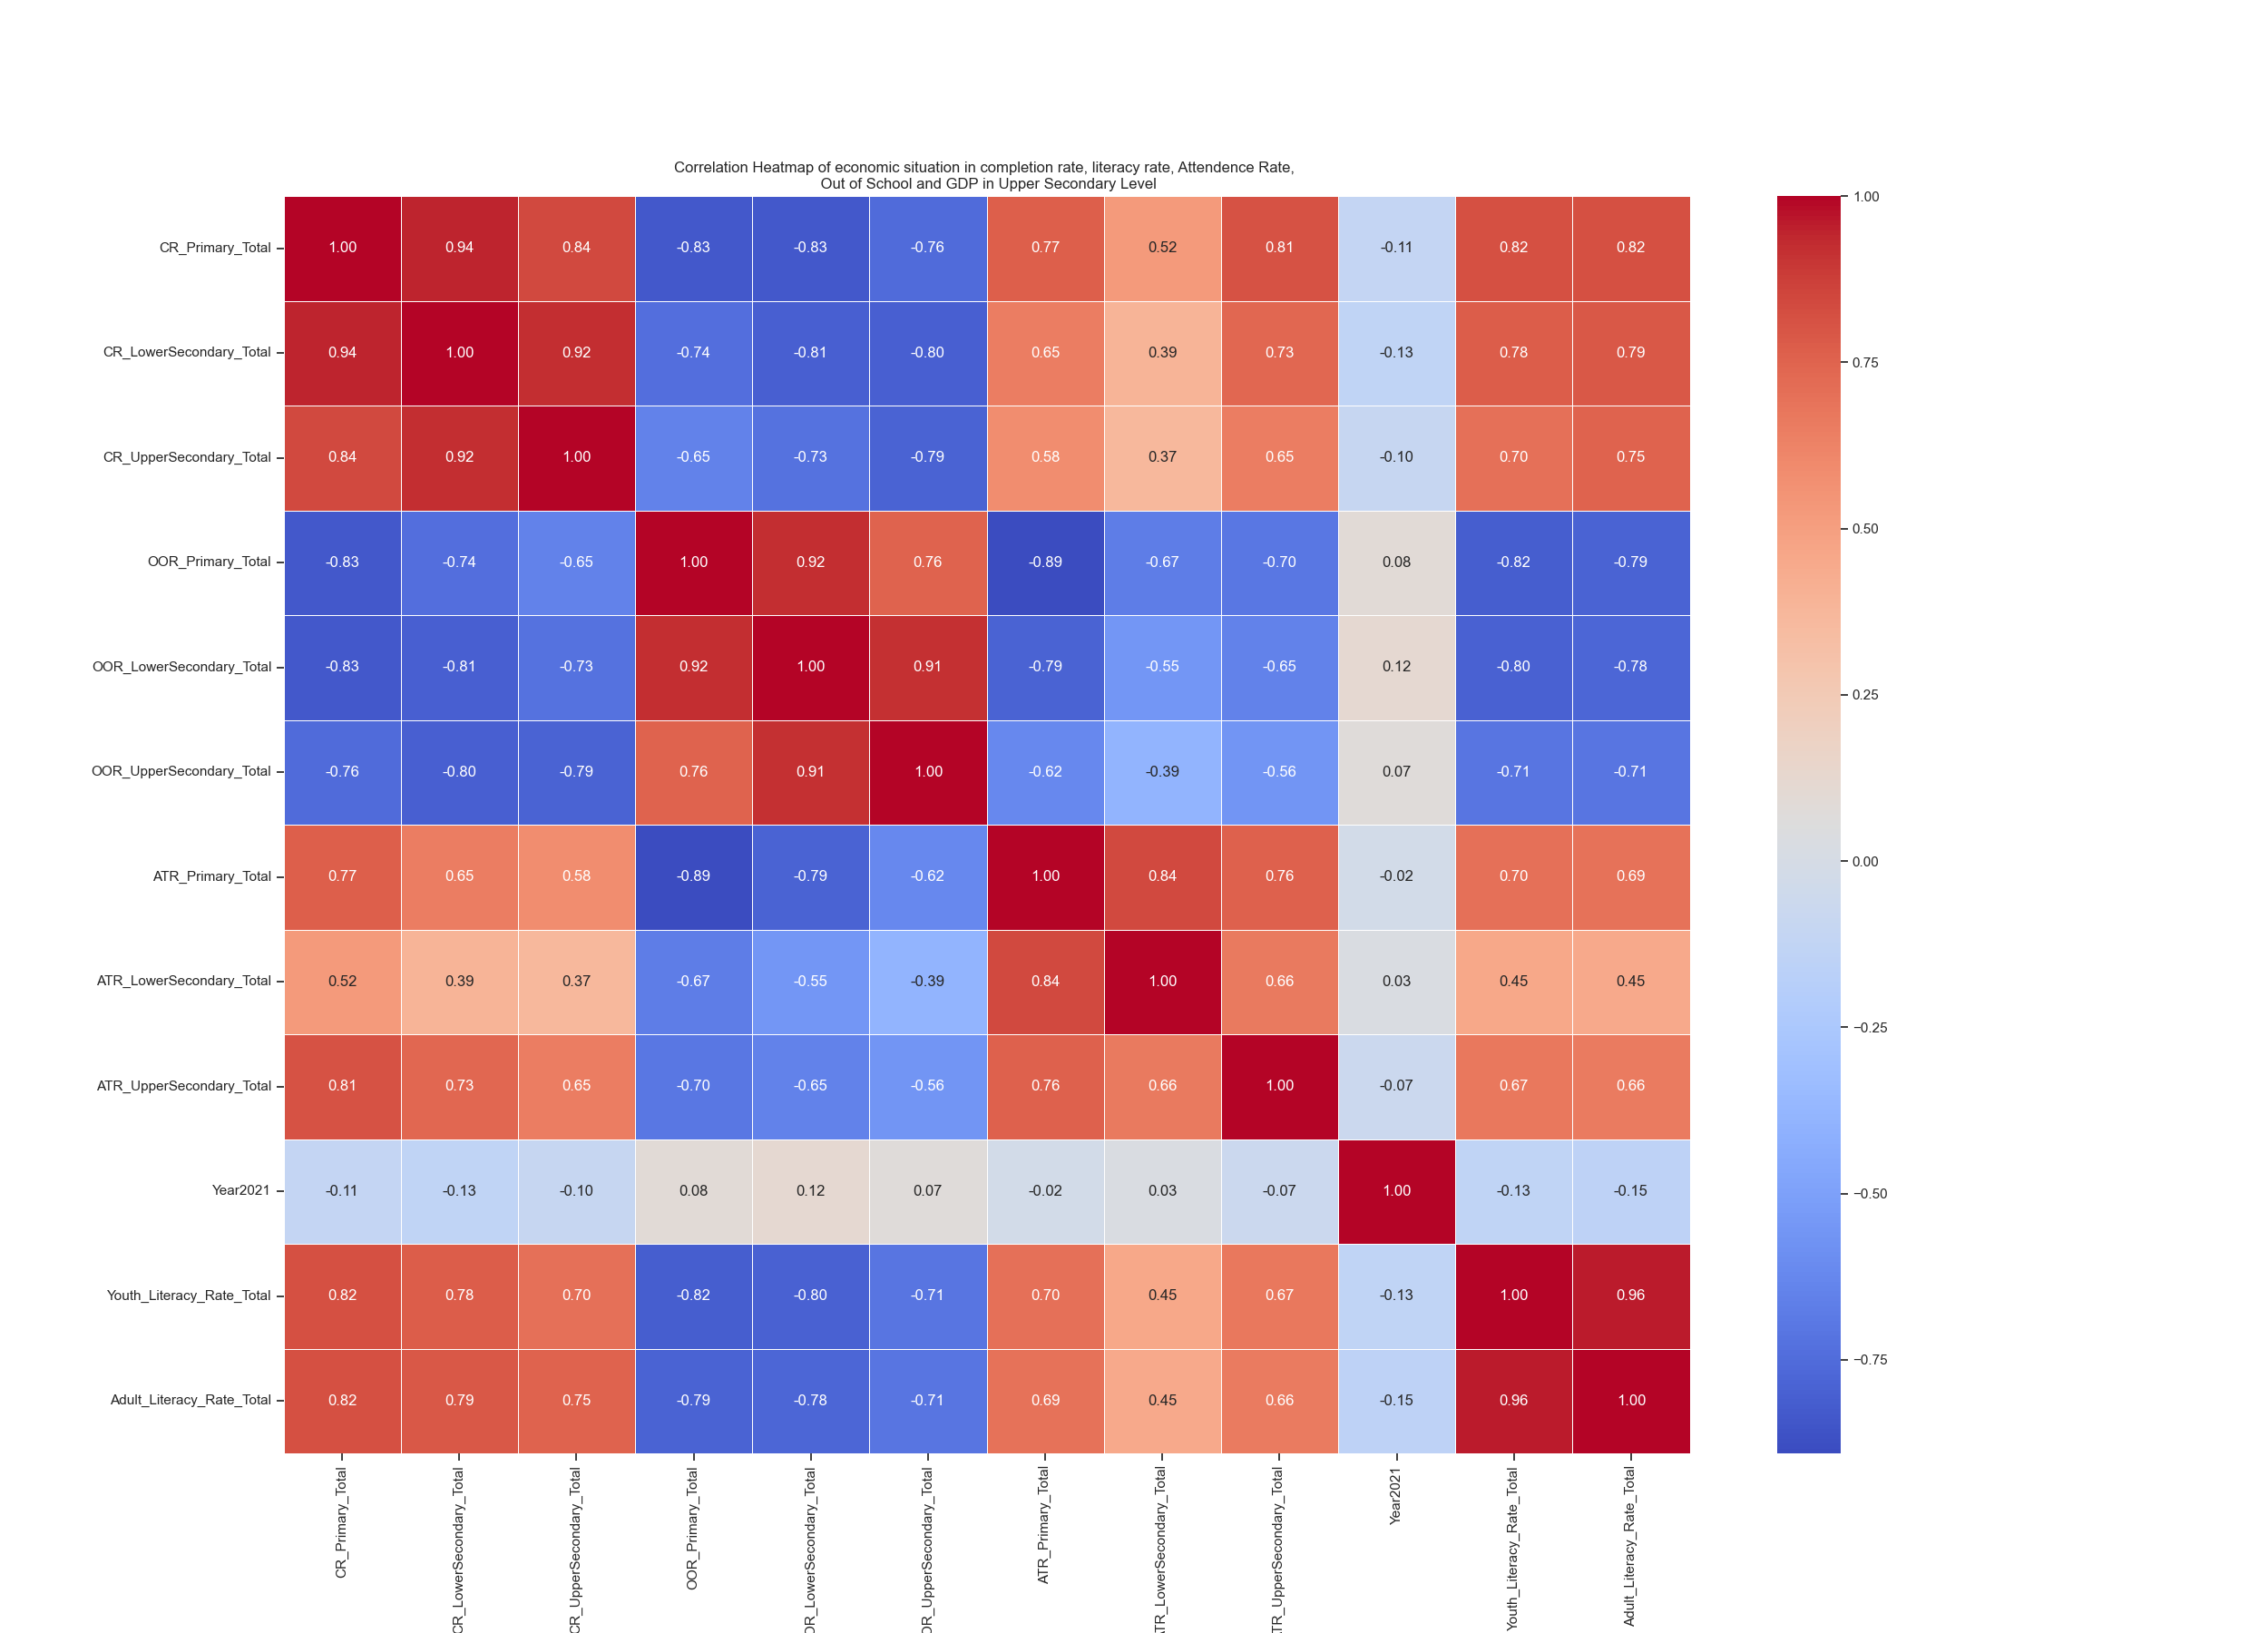 Correlation Heatmap of economic situation in completion rate, literacy rate, Attendence Rate,
Out of School and GDP in Upper Secondary Level
CR_Primary_Total 1.00 0.94 0.84 -0.83 -0.83 -0.76 0.77 0.52 0.81 -0.11 0.82 0.82
CR_LowerSecondary_Total 0.94 1.00 0.92 -0.74 -0.81 -0.80 0.65 0.39 0.73 -0.13 0.78 0.79
CR_UpperSecondary_Total 0.84 0.92 1.00 -0.65 -0.73 -0.79 0.58 0.37 0.65 -0.10 0.70 0.75
OOR_Primary_Total -0.83 -0.74 -0.65 1.00 0.92 0.76 -0.89 -0.67 -0.70 0.08 -0.82 -0.79
OOR_LowerSecondary_Total -0.83 -0.81 -0.73 0.92 1.00 0.91 -0.79 -0.55 -0.65 0.12 -0.80 -0.78
OOR_UpperSecondary_Total -0.76 -0.80 -0.79 0.76 0.91 1.00 -0.62 -0.39 -0.56 0.07 -0.71 -0.71
ATR_Primary_Total 0.77 0.65 0.58 -0.89 -0.79 -0.62 1.00 0.84 0.76 -0.02 0.70 0.69
ATR_LowerSecondary_Total 0.52 0.39 0.37 -0.67 -0.55 -0.39 0.84 1.00 0.66 0.03 0.45 0.45
ATR_UpperSecondary_Total 0.81 0.73 0.65 -0.70 -0.65 -0.56 0.76 0.66 1.00 -0.07 0.67 0.66
Year2021 -0.11 -0.13 -0.10 0.08 0.12 0.07 -0.02 0.03 -0.07 1.00 -0.13 -0.15
Youth_Literacy_Rate_Total 0.82 0.78 0.70 -0.82 -0.80 -0.71 0.70 0.45 0.67 -0.13 1.00 0.96
Adult_Literacy_Rate_Total 0.82 0.79 0.75 -0.79 -0.78 -0.71 0.69 0.45 0.66 -0.15 0.96 1.00
CR_Primary_Total
CR_LowerSecondary_Total
CR_UpperSecondary_Total
OOR_Primary_Total
OR_LowerSecondary_Total
OR_UpperSecondary_Total
ATR_Primary_Total
TR_LowerSecondary_Total
TR_UpperSecondary_Total
Year2021
Youth_Literacy_Rate_Total
Adult_Literacy_Rate_Total
1.00
0.75
0.50
0.25
0.00
−0.25
−0.50
−0.75